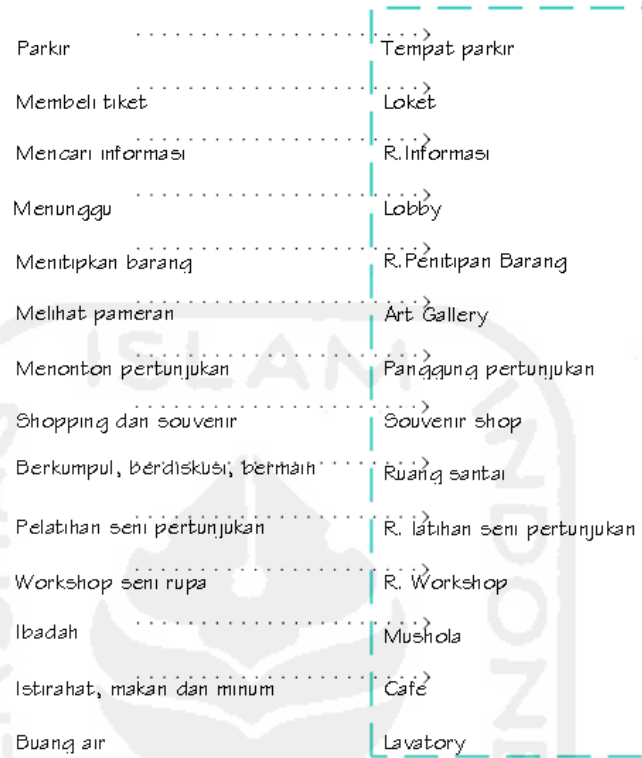 Parkir Tempat parkir
Membeli tiket Loket
Mencari informasi R.Informasi
Menunggu Lobby
Menitipkan barang R.Penitipan Barang
Melihat pameran Art Gallery
ISLAM
Menonton pertunjukan Panggung pertunjukan
Shopping dan souvenir Souvenir shop
Berkumpul, berdiskusi, bermain Ruang santai
Pelatihan seni pertunjukan R. latihan seni pertunjukan
Workshop seni rupa R. Workshop
Ibadah Mushola
Istirahat, makan dan minum Cafe
Buang air Lavatory